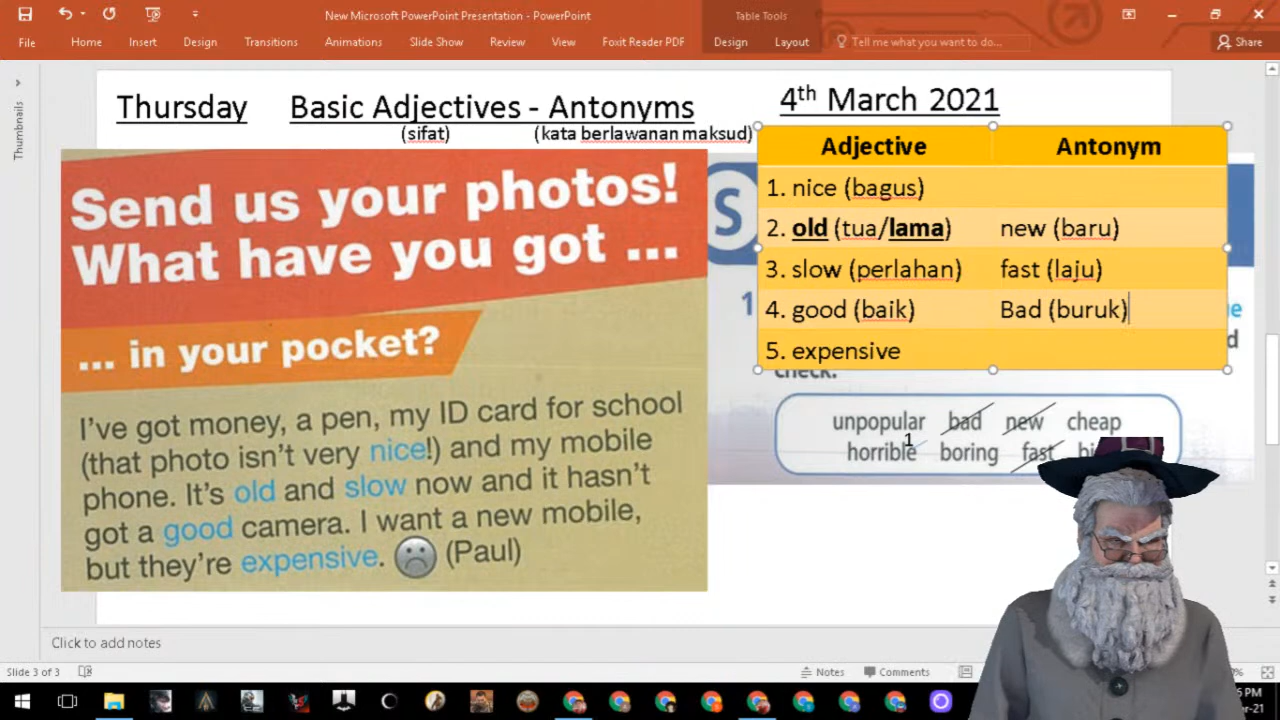 New Microsoft PowerPoint Presentation - PowerPoint
Table Tools
File Home Insert Design Transitions Animations Slide Show Review View Foxit Reader PDF Design Layout Tell me what you want to do... Share
Thumbnails
Thursday Basic Adjectives - Antonyms 4th March 2021
(sifat) (kata berlawanan maksud)
Send us your photos!
What have you got ...
... in your pocket?
I've got money, a pen, my ID card for school
(that photo isn't very nice!) and my mobile
phone. It's old and slow now and it hasn't
got a good camera. I want a new mobile,
but they're expensive. (Paul)
S
1
Adjective Antonym
1. nice (bagus)
2. old (tua/lama) new (baru)
3. slow (perlahan) fast (laju)
4. good (baik) Bad (buruk)
5. expensive
check.
unpopular bad new cheap
1
horrible boring fast
Click to add notes
Slide 3 of 3 Notes Comments